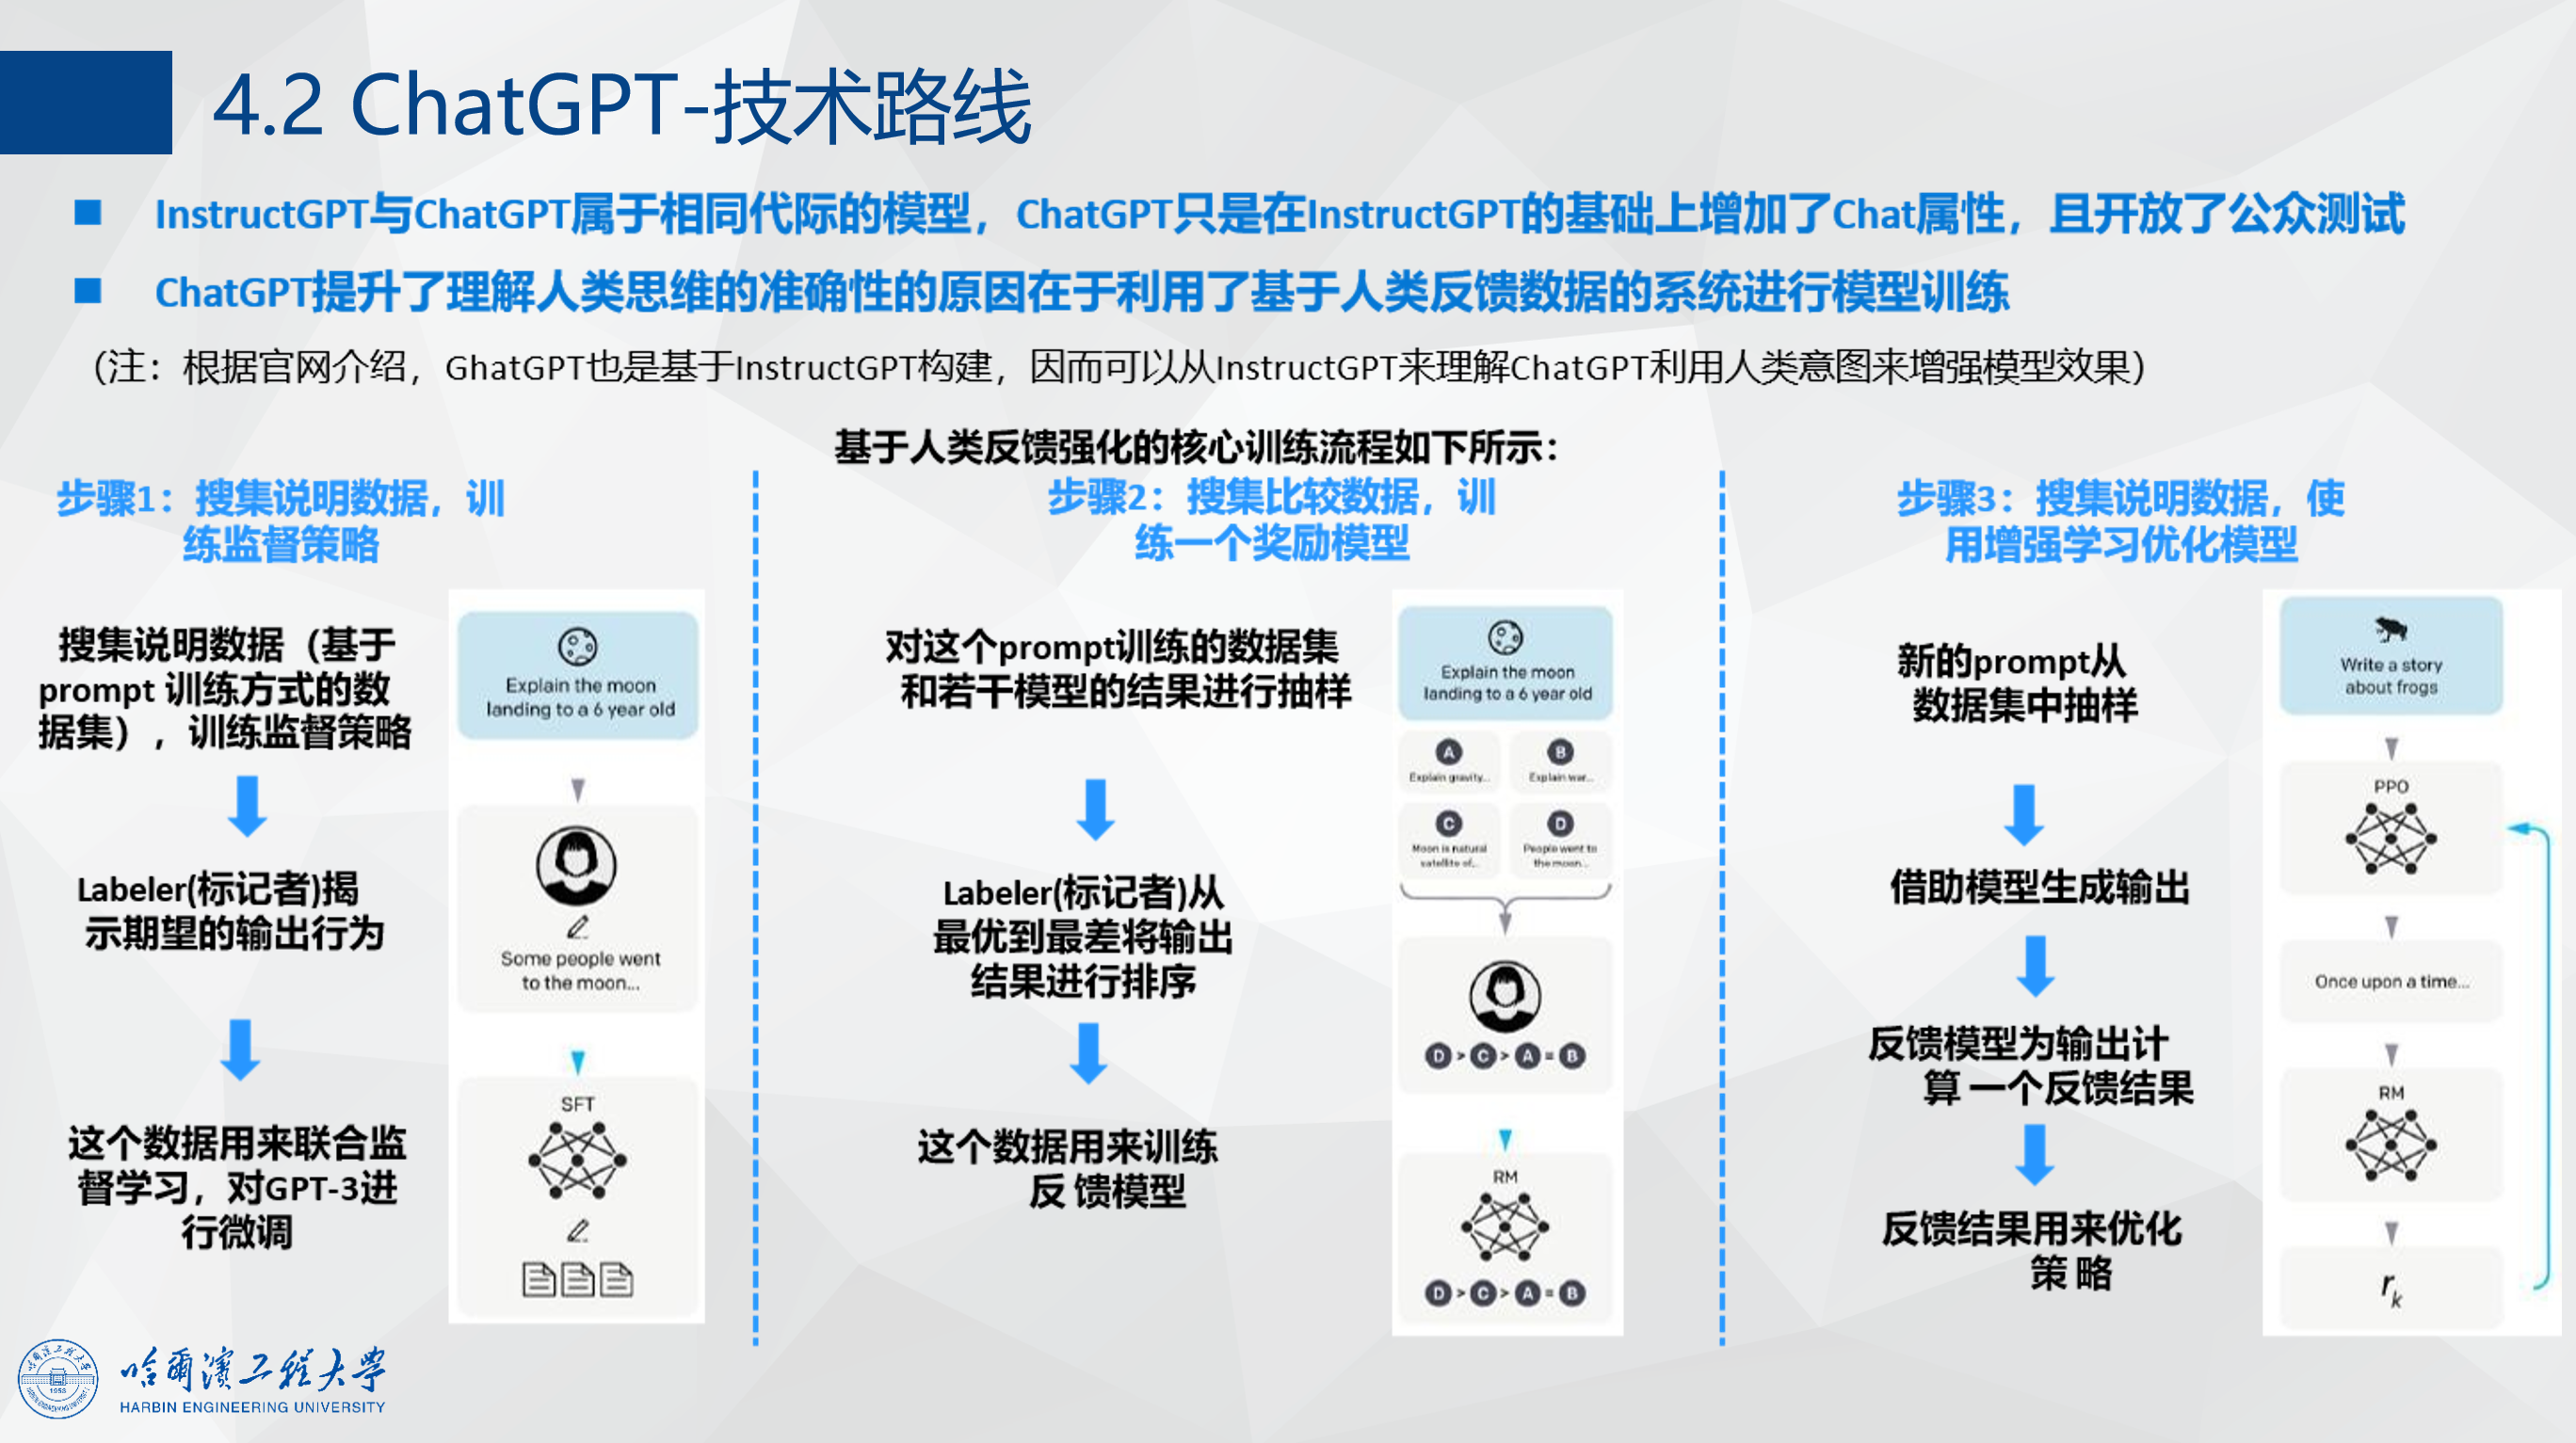 4.2 ChatGPT-技术路线
InstructGPT与ChatGPT属于相同代际的模型，ChatGPT只是在InstructGPT的基础上增加了Chat属性，且开放了公众测试
ChatGPT提升了理解人类思维的准确性的原因在于利用了基于人类反馈数据的系统进行模型训练
（注：根据官网介绍，GhatGPT也是基于InstructGPT构建，因而可以从InstructGPT来理解ChatGPT利用人类意图来增强模型效果）
基于人类反馈强化的核心训练流程如下所示：
步骤1：搜集说明数据，训
练监督策略
搜集说明数据（基于
prompt 训练方式的数
据集），训练监督策略
Labeler(标记者)揭
示期望的输出行为
这个数据用来联合监
督学习，对GPT-3进
行微调
Explain the moon
landing to a 6 year old
Some people went
to the moon...
SFT
步骤2：搜集比较数据，训
练一个奖励模型
对这个prompt训练的数据集
和若干模型的结果进行抽样
Labeler(标记者)从
最优到最差将输出
结果进行排序
这个数据用来训练
反 馈模型
Explain the moon
landing to a 6 year old
A
Explain gravity...
B
Explain war...
C
Moon is natural
satellite of...
D
People went to
the moon...
D > C > A = B
RM
D > C > A = B
步骤3：搜集说明数据，使
用增强学习优化模型
新的prompt从
数据集中抽样
借助模型生成输出
反馈模型为输出计
算 一个反馈结果
反馈结果用来优化
策 略
Write a story
about frogs
PPO
Once upon a time...
RM
rk
哈尔滨工程大学
HARBIN ENGINEERING UNIVERSITY
1953